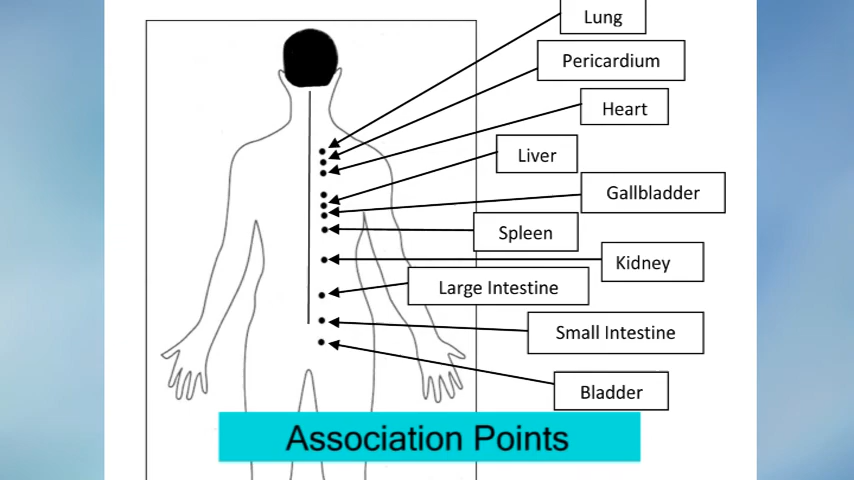 Lung
Pericardium
Heart
Liver
Gallbladder
Spleen
Kidney
Large Intestine
Small Intestine
Bladder
Association Points